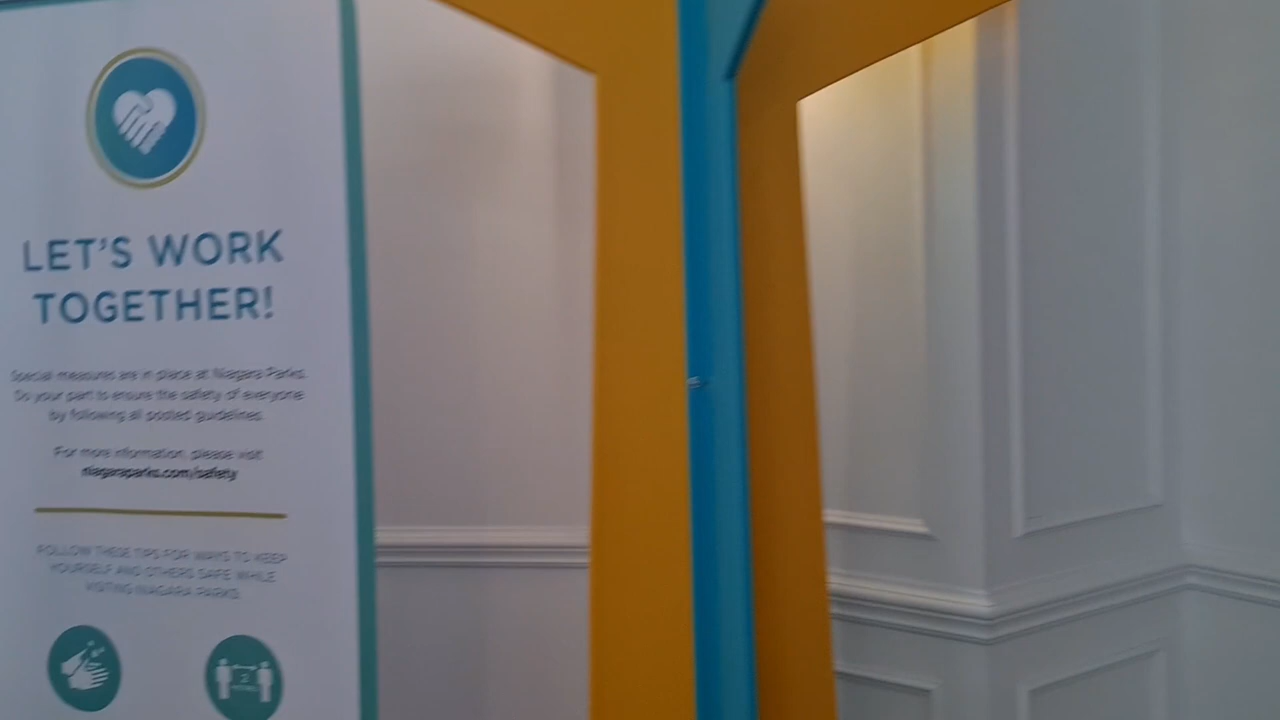 LET'S WORK
TOGETHER!
Special measures are in place at Niagara Parks.
Do your part to ensure the safety of everyone
by following all posted guidelines.
For more information, please visit
niagaraparks.com/safety
FOLLOW THESE TIPS FOR WAYS TO KEEP
YOURSELF AND OTHERS SAFE WHILE
VISITING NIAGARA PARKS.
2